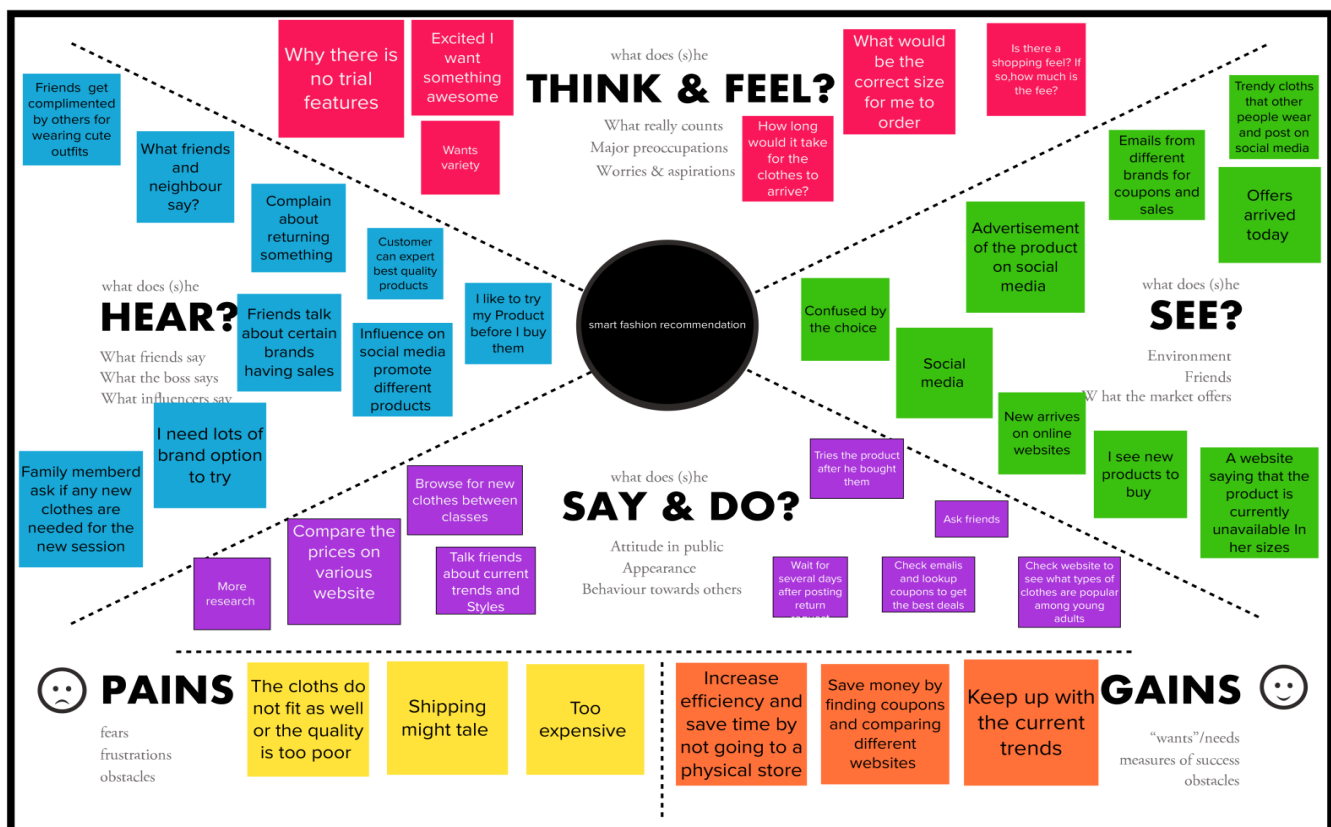 Why there is
no trial
features
Excited I
want
something
awesome
Wants
variety
what does (s)he
THINK & FEEL?
What really counts
Major preoccupations
Worries & aspirations
How long
would it take
for the
clothes to
arrive?
What would
be the
correct size
for me to
order
Is there a
shopping feel? If
so,how much is
the fee?
Friends get
complimented
by others for
wearing cute
outfits
What friends
and
neighbour
say?
Complain
about
returning
something
Customer
can expert
best quality
products
I like to try
my Product
before I buy
them
what does (s)he
HEAR?
What friends say
What the boss says
What influencers say
Friends talk
about certain
brands
having sales
Influence on
social media
promote
different
products
I need lots of
brand option
to try
Family memberd
ask if any new
clothes are
needed for the
new session
smart fashion recommendation
Trendy cloths
that other
people wear
and post on
social media
Emails from
different
brands for
coupons and
sales
Offers
arrived
today
Advertisement
of the product
on social
media
what does (s)he
SEE?
Environment
Friends
W hat the market offers
Confused by
the choice
Social
media
New arrives
on online
websites
I see new
products to
buy
A website
saying that the
product is
currently
unavailable In
her sizes
what does (s)he
SAY & DO?
Attitude in public
Appearance
Behaviour towards others
Browse for new
clothes between
classes
Compare the
prices on
various
website
Talk friends
about current
trends and
Styles
More
research
Tries the product
after he bought
them
Ask friends
Wait for
several days
after posting
return
Check emalis
and lookup
coupons to get
the best deals
Check website to
see what types of
clothes are popular
among young
adults
PAINS
fears
frustrations
obstacles
The cloths do
not fit as well
or the quality
is too poor
Shipping
might tale
Too
expensive
Increase
efficiency and
save time by
not going to a
physical store
Save money by
finding coupons
and comparing
different
websites
Keep up with
the current
trends
GAINS
“wants”/needs
measures of success
obstacles